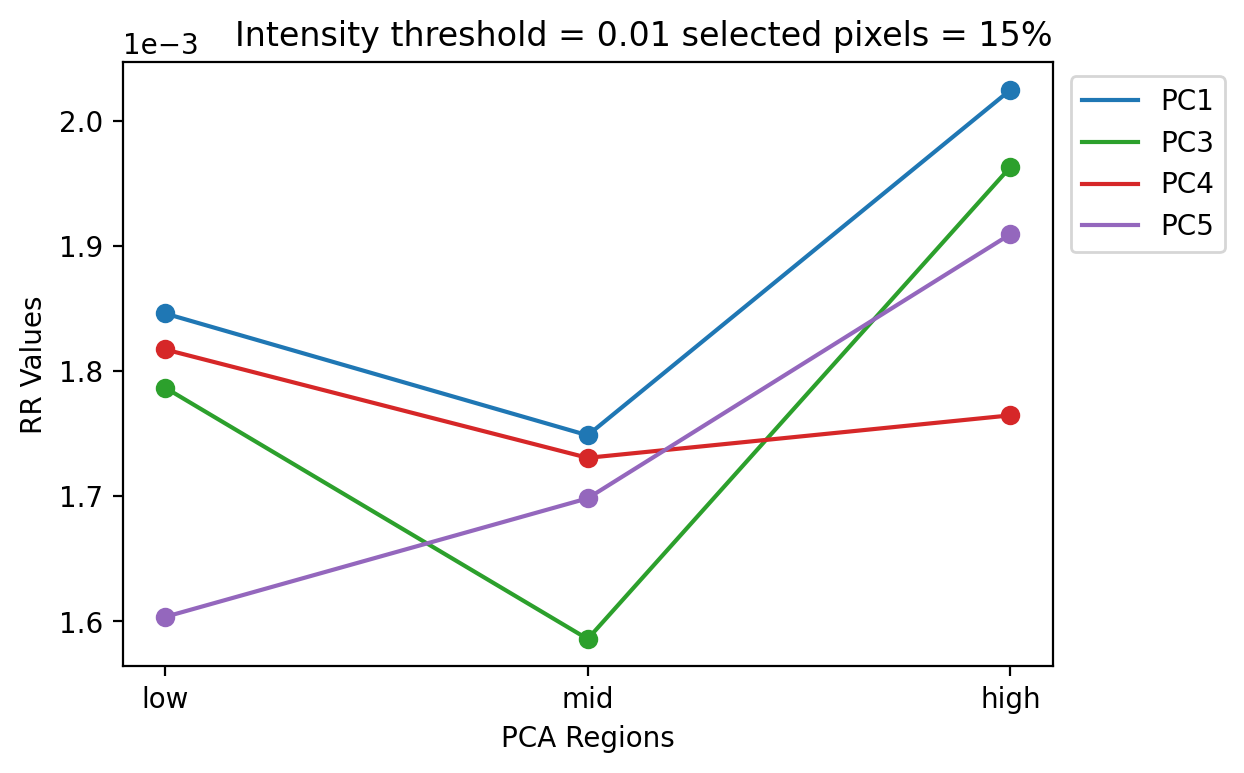 1e−3
Intensity threshold = 0.01 selected pixels = 15%
2.0
1.9
1.8
1.7
1.6
RR Values
low
mid
high
PCA Regions
PC1
PC3
PC4
PC5